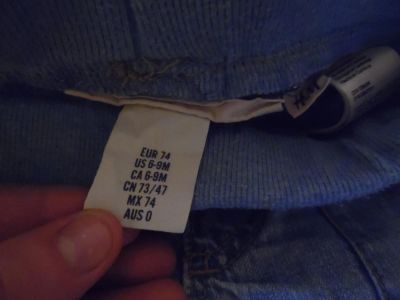 EUR 74
US 6-9M
CA 6-9M
CN 73/47
MX 74
AUS 0